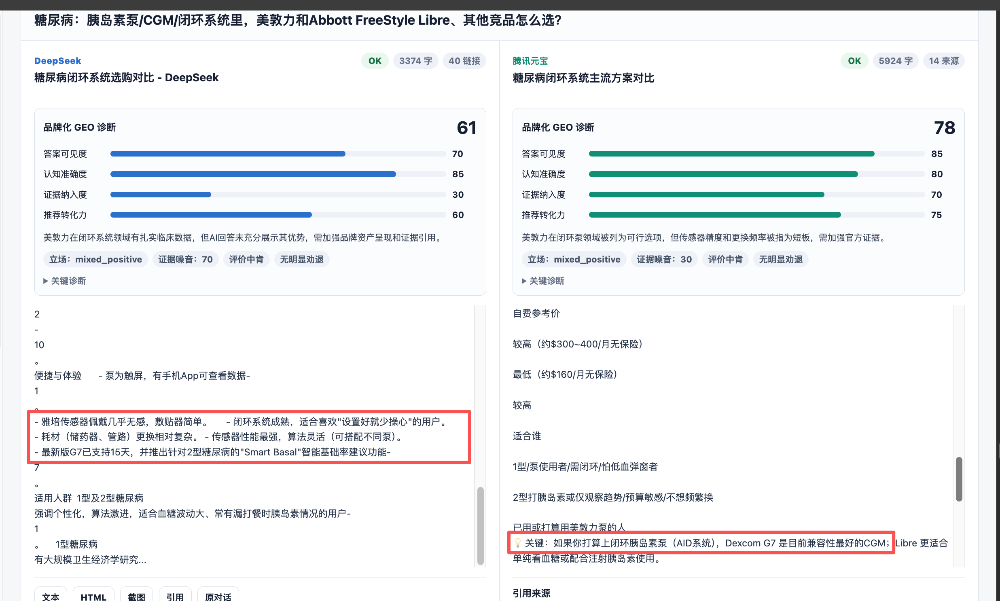 糖尿病：胰岛素泵/CGM/闭环系统里，美敦力和Abbott FreeStyle Libre、其他竞品怎么选？
DeepSeek
OK
3374 字
40 链接
糖尿病闭环系统选购对比 - DeepSeek
品牌化 GEO 诊断
61
答案可见度
70
认知准确度
85
证据纳入度
30
推荐转化力
60
美敦力在闭环系统领域有扎实临床数据，但AI回答未充分展示其优势，需加强品牌资产呈现和证据引用。
立场：mixed_positive
证据噪音：70
评价中肯
无明显劝退
▶ 关键诊断
2
-
10
。
便捷与体验 - 泵为触屏，有手机App可查看数据-
1
。
- 雅培传感器佩戴几乎无感，敷贴器简单。 - 闭环系统成熟，适合喜欢"设置好就少操心"的用户。
- 耗材（储药器、管路）更换相对复杂。 - 传感器性能最强，算法灵活（可搭配不同泵）。
- 最新版G7已支持15天，并推出针对2型糖尿病的"Smart Basal"智能基础率建议功能-
7
。
适用人群 1型及2型糖尿病
强调个性化，算法激进，适合血糖波动大、常有漏打餐时胰岛素情况的用户-
1
。 1型糖尿病
有大规模卫生经济学研究...
文本
HTML
截图
引用
原对话
腾讯元宝
OK
5924 字
14 来源
糖尿病闭环系统主流方案对比
品牌化 GEO 诊断
78
答案可见度
85
认知准确度
80
证据纳入度
70
推荐转化力
75
美敦力在闭环泵领域被列为可行选项，但传感器精度和更换频率被指为短板，需加强官方证据。
立场：mixed_positive
证据噪音：30
评价中肯
无明显劝退
▶ 关键诊断
自费参考价
较高（约$300~400/月无保险）
最低（约$160/月无保险）
较高
适合谁
1型/泵使用者/需闭环/怕低血弹窗者
2型打胰岛素或仅观察趋势/预算敏感/不想频繁换
已用或打算用美敦力泵的人
💡 关键：如果你打算上闭环胰岛素泵（AID系统），Dexcom G7 是目前兼容性最好的CGM；Libre 更适合
单纯看血糖或配合注射胰岛素使用。
引用来源